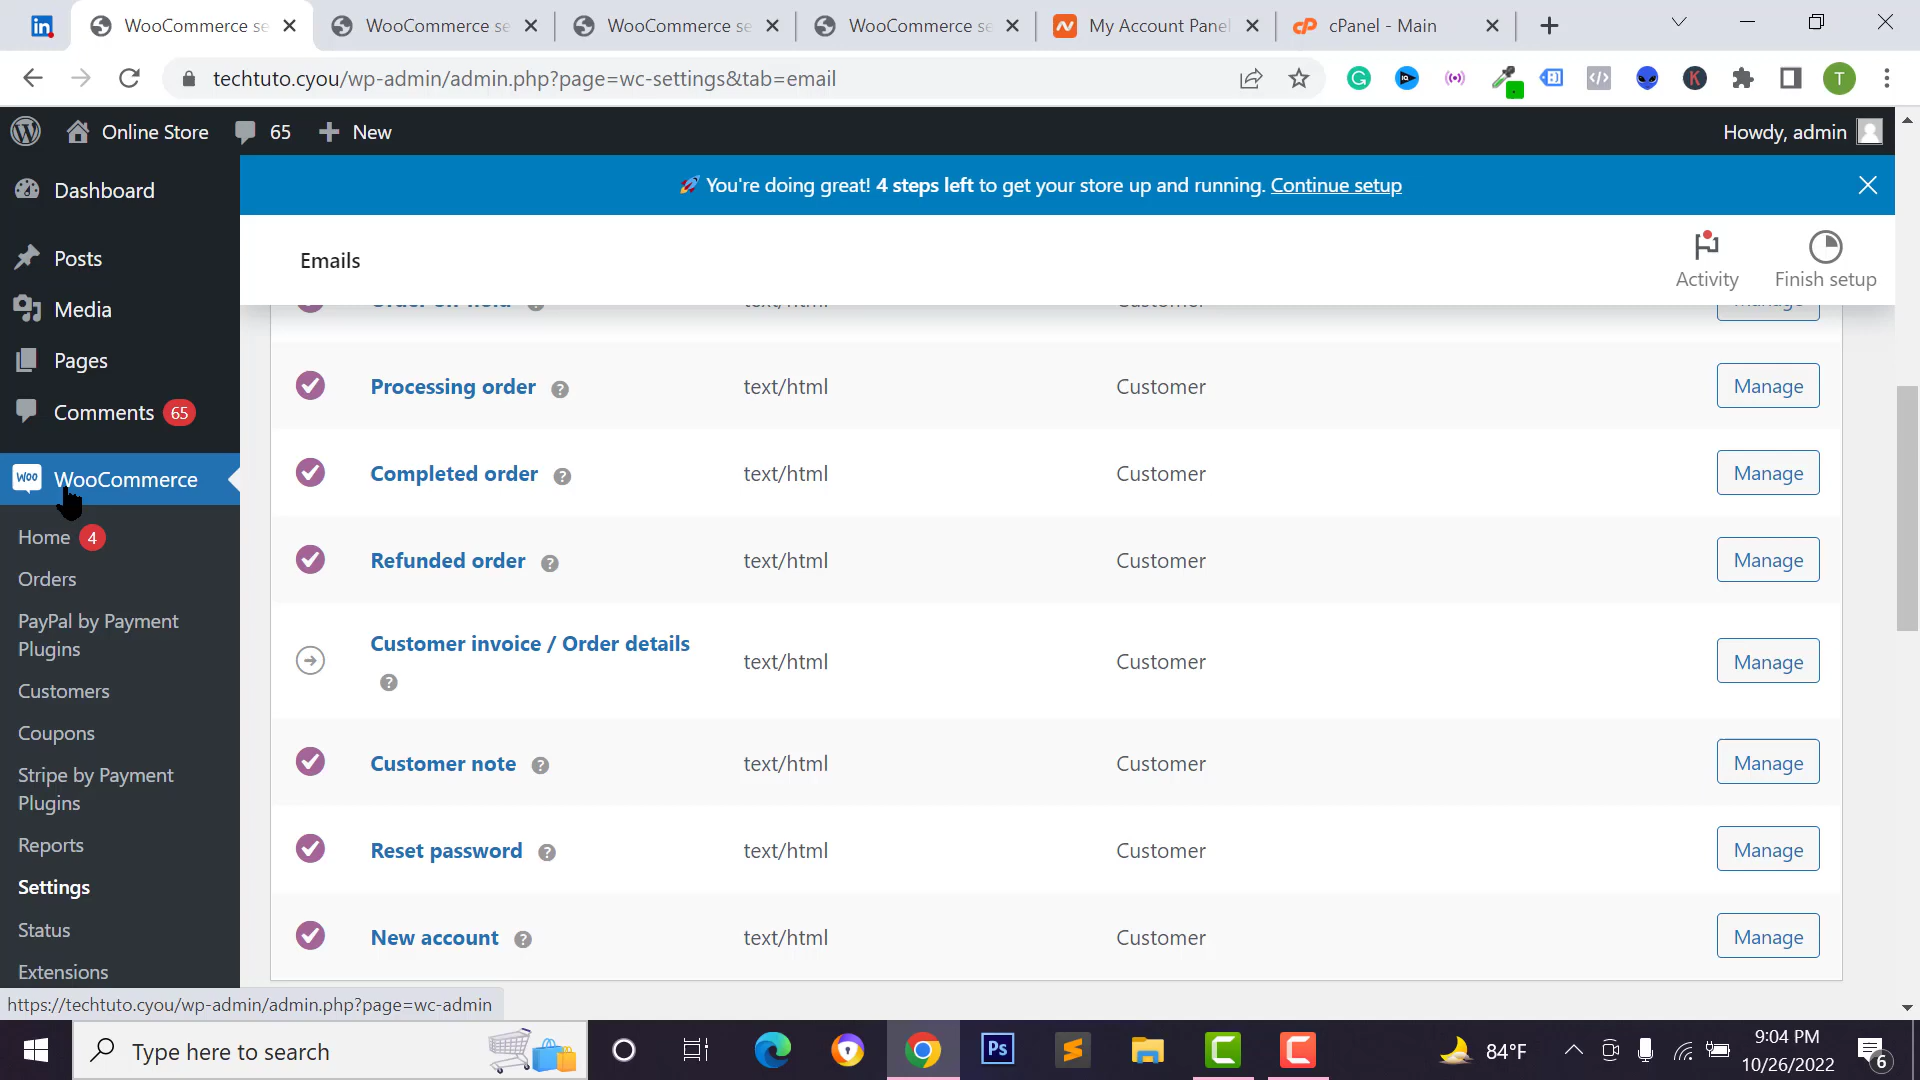 WooCommerce se
WooCommerce se
WooCommerce se
WooCommerce se
My Account Panel
cPanel - Main
techtuto.cyou/wp-admin/admin.php?page=wc-settings&tab=email
T
Online Store
65
New
Howdy, admin
Dashboard
Posts
Media
Pages
Comments 65
WooCommerce
Home 4
Orders
PayPal by Payment
Plugins
Customers
Coupons
Stripe by Payment
Plugins
Reports
Settings
Status
Extensions
🚀 You're doing great! 4 steps left to get your store up and running. Continue setup
Emails
Activity
Finish setup
Processing order text/html Customer Manage
Completed order text/html Customer Manage
Refunded order text/html Customer Manage
Customer invoice / Order details text/html Customer Manage
Customer note text/html Customer Manage
Reset password text/html Customer Manage
New account text/html Customer Manage
https://techtuto.cyou/wp-admin/admin.php?page=wc-admin
Type here to search
Ps
84°F
9:04 PM
10/26/2022
6